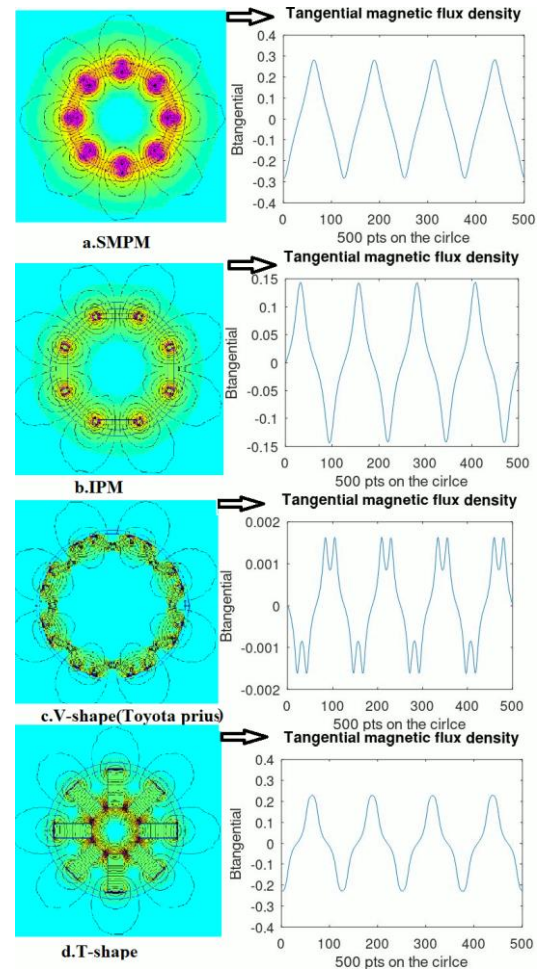 Tangential magnetic flux density
0.4
0.3
0.2
0.1
0
-0.1
-0.2
-0.3
-0.4
Btangential
0 100 200 300 400 500
500 pts on the cirlce
a.SMPM
Tangential magnetic flux density
0.15
0.10
0.05
0
-0.05
-0.1
-0.15
Btangential
0 100 200 300 400 500
500 pts on the cirlce
b.IPM
Tangential magnetic flux density
0.002
0.001
0
-0.001
-0.002
Btangential
0 100 200 300 400 500
500 pts on the cirlce
c.V-shape(Toyota prius)
Tangential magnetic flux density
0.4
0.3
0.2
0.1
0
-0.1
-0.2
-0.3
-0.4
Btangential
0 100 200 300 400 500
500 pts on the cirlce
d.T-shape